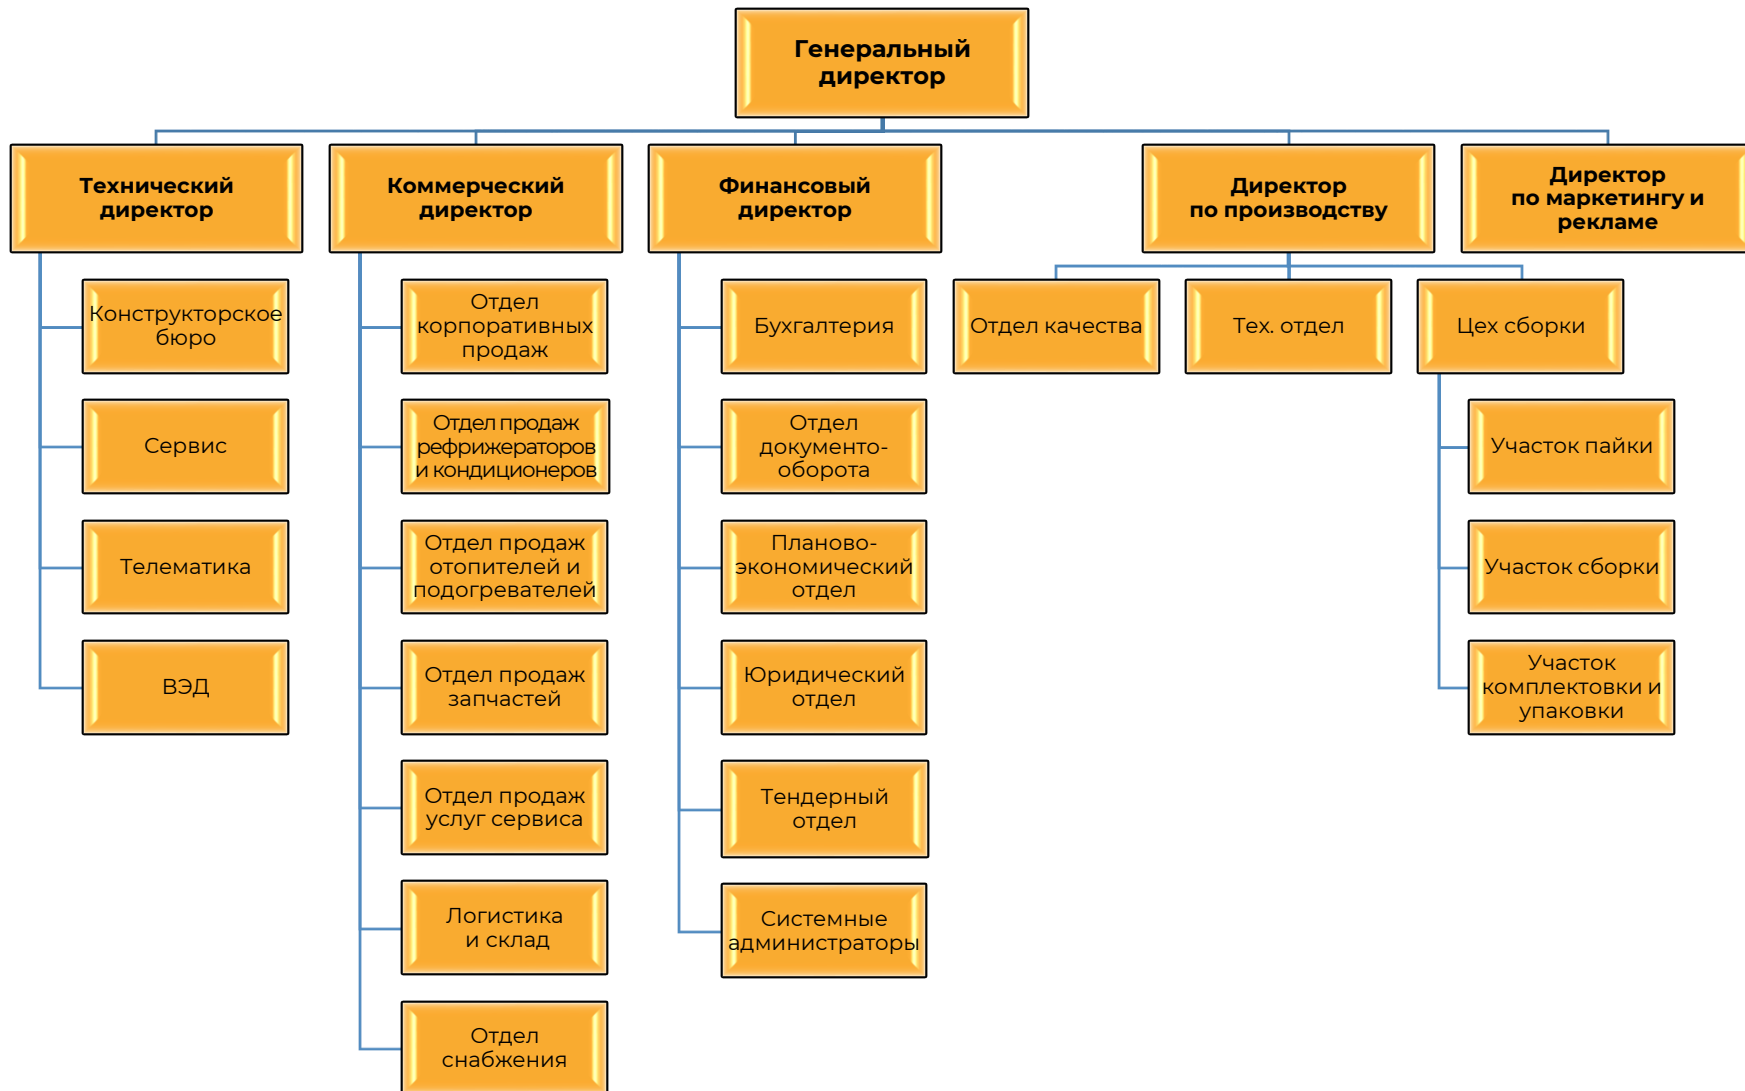 Генеральный
директор
Технический
директор
Коммерческий
директор
Финансовый
директор
Директор
по производству
Директор
по маркетингу и
рекламе
Конструкторское
бюро
Сервис
Телематика
ВЭД
Отдел
корпоративных
продаж
Отдел продаж
рефрижераторов
и кондиционеров
Отдел продаж
отопителей и
подогревателей
Отдел продаж
запчастей
Отдел продаж
услуг сервиса
Логистика
и склад
Отдел
снабжения
Бухгалтерия
Отдел
документо-
оборота
Планово-
экономический
отдел
Юридический
отдел
Тендерный
отдел
Системные
администраторы
Отдел качества
Тех. отдел
Цех сборки
Участок пайки
Участок сборки
Участок
комплектовки и
упаковки